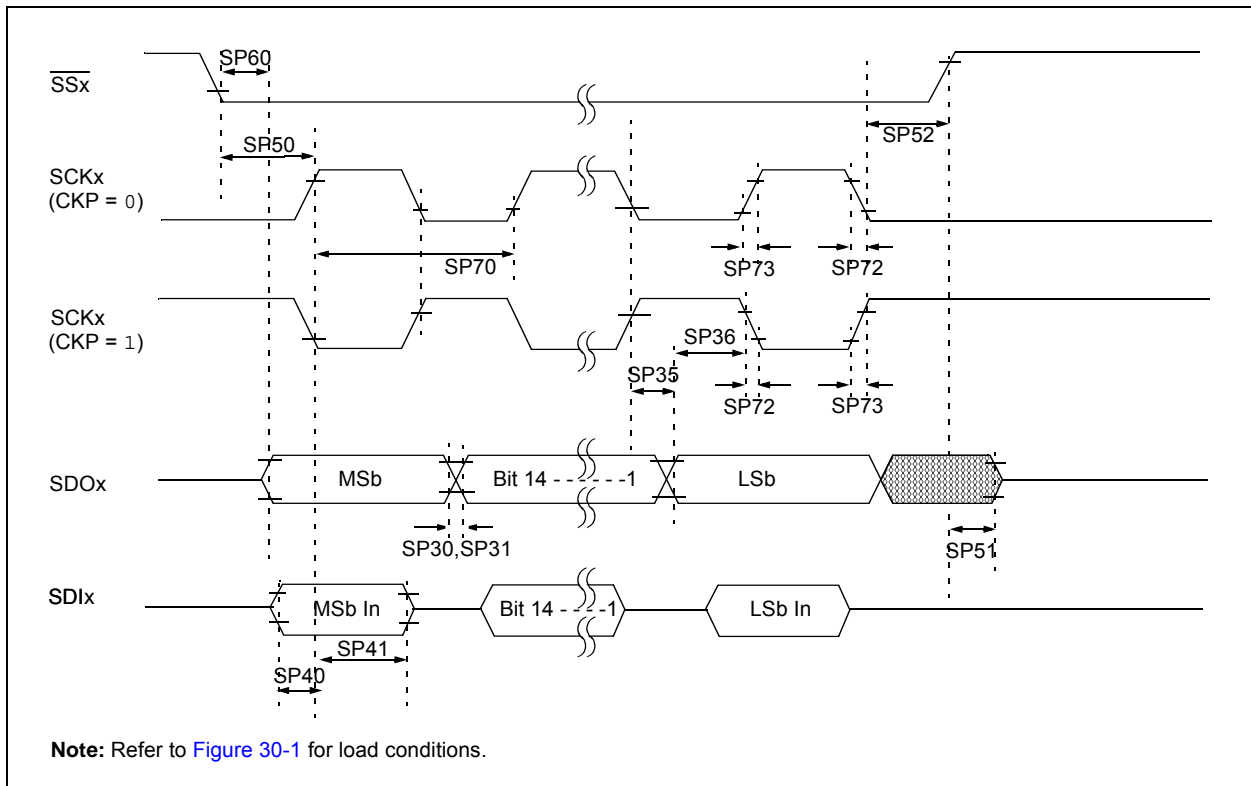 SP60
SSx
SP50
SP52
SCKx
(CKP = 0)
SP70
SP73
SP72
SCKx
(CKP = 1)
SP36
SP35
SP72
SP73
SDOx
MSb
Bit 14 - - - - - -1
LSb
SP30,SP31
SP51
SDIx
MSb In
Bit 14 - - - -1
LSb In
SP41
SP40
Note: Refer to Figure 30-1 for load conditions.